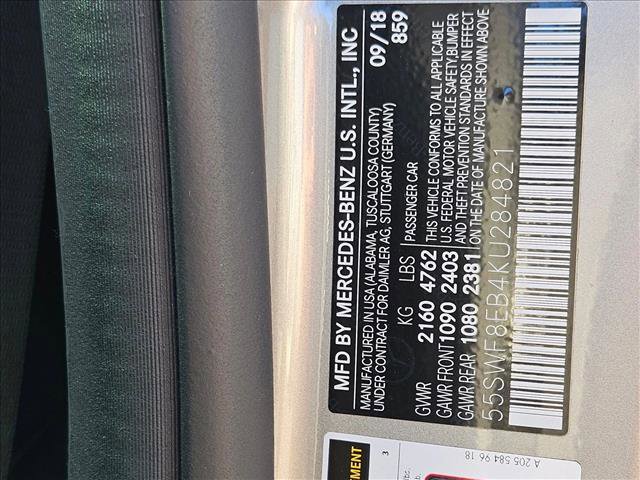 MFD BY MERCEDES-BENZ U.S. INTL., INC
MANUFACTURED IN USA (ALABAMA, TUSCALOOSA COUNTY)
UNDER CONTRACT FOR DAIMLER AG, STUTTGART (GERMANY)
09/18
859
KG LBS
GVWR 2160 4762
GAWR FRONT 1090 2403
GAWR REAR 1080 2381
PASSENGER CAR
THIS VEHICLE CONFORMS TO ALL APPLICABLE
U.S. FEDERAL MOTOR VEHICLE SAFETY, BUMPER
AND THEFT PREVENTION STANDARDS IN EFFECT
ON THE DATE OF MANUFACTURE SHOWN ABOVE
55SWF8EB4KU284821
3
A 205 584 96 18